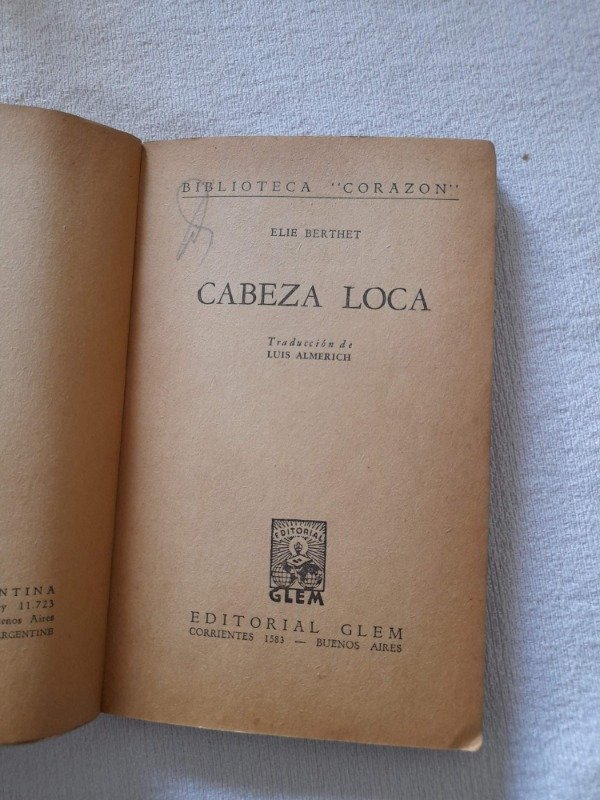 NTINA
y 11.723
enos Aires
ARGENTINE
BIBLIOTECA "CORAZON"
ELIE BERTHET
CABEZA LOCA
Traducción de
LUIS ALMERICH
EDITORIAL
GLEM
EDITORIAL GLEM
CORRIENTES 1583 — BUENOS AIRES